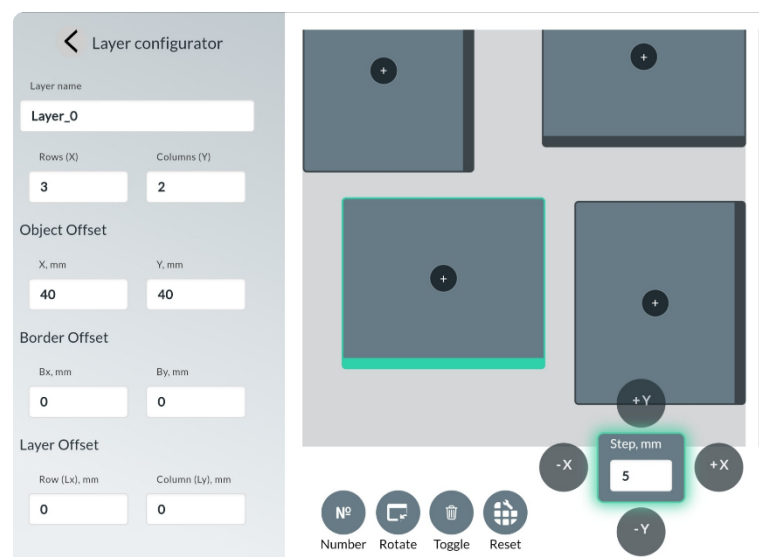 Layer configurator
Layer name
Layer_0
Rows (X) Columns (Y)
3 2
Object Offset
X, mm Y, mm
40 40
Border Offset
Bx, mm By, mm
0 0
Layer Offset
Row (Lx), mm Column (Ly), mm
0 0
+ +
+ +
+Y
Step, mm
-X 5 +X
-Y
Nº
Number Rotate Toggle Reset